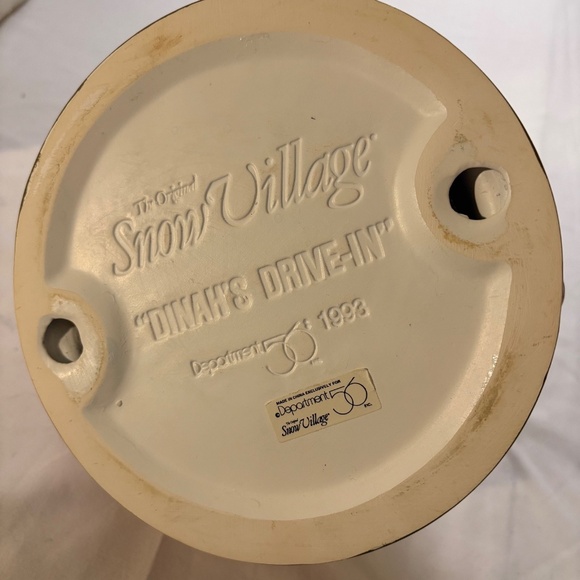 The Original
Snow Village
"DINAH'S DRIVE-IN"
Department 56® 1993
MADE IN CHINA EXCLUSIVELY FOR
©Department 56
INC.
The Original
Snow Village